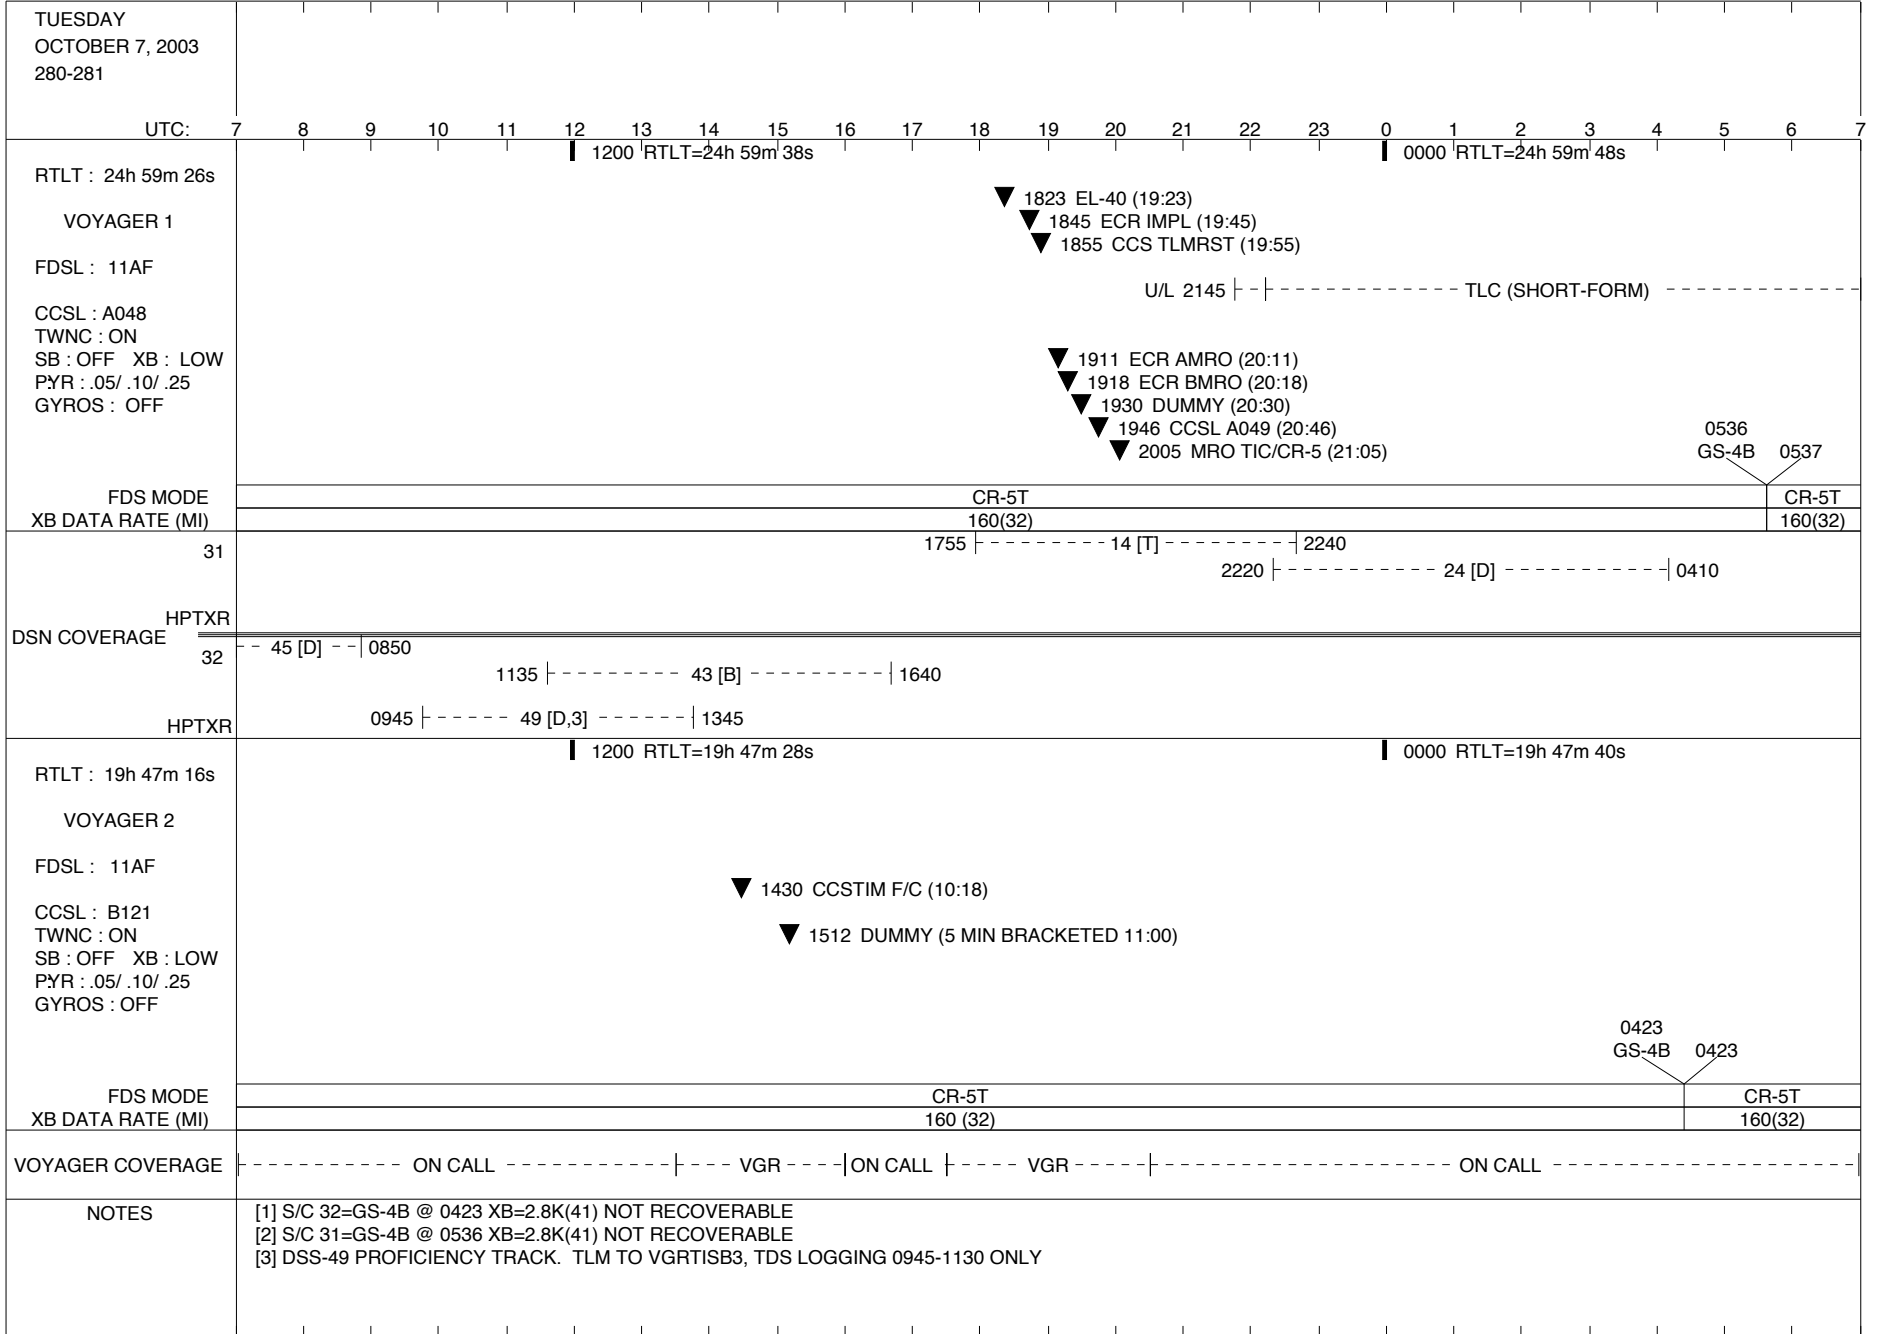 TUESDAY
OCTOBER 7, 2003
280-281
UTC: 7 8 9 10 11 12 13 14 15 16 17 18 19 20 21 22 23 0 1 2 3 4 5 6 7
1200 RTLT=24h 59m 38s 0000 RTLT=24h 59m 48s
RTLT : 24h 59m 26s
1823 EL-40 (19:23)
VOYAGER 1 1845 ECR IMPL (19:45)
1855 CCS TLMRST (19:55)
FDSL : 11AF
U/L 2145 TLC (SHORT-FORM)
CCSL : A048
TWNC : ON
SB : OFF XB : LOW 1911 ECR AMRO (20:11)
P:YR : .05/ .10/ .25 1918 ECR BMRO (20:18)
GYROS : OFF 1930 DUMMY (20:30)
1946 CCSL A049 (20:46) 0536
2005 MRO TIC/CR-5 (21:05) GS-4B 0537
FDS MODE CR-5T CR-5T
XB DATA RATE (MI) 160(32) 160(32)
31 1755 14 [T] 2240
2220 24 [D] 0410
HPTXR
DSN COVERAGE
32 45 [D] 0850
1135 43 [B] 1640
HPTXR 0945 49 [D,3] 1345
1200 RTLT=19h 47m 28s 0000 RTLT=19h 47m 40s
RTLT : 19h 47m 16s
VOYAGER 2
FDSL : 11AF
1430 CCSTIM F/C (10:18)
CCSL : B121
TWNC : ON 1512 DUMMY (5 MIN BRACKETED 11:00)
SB : OFF XB : LOW
P:YR : .05/ .10/ .25
GYROS : OFF
0423
GS-4B 0423
FDS MODE CR-5T CR-5T
XB DATA RATE (MI) 160 (32) 160(32)
VOYAGER COVERAGE ON CALL VGR ON CALL VGR ON CALL
NOTES [1] S/C 32=GS-4B @ 0423 XB=2.8K(41) NOT RECOVERABLE
[2] S/C 31=GS-4B @ 0536 XB=2.8K(41) NOT RECOVERABLE
[3] DSS-49 PROFICIENCY TRACK. TLM TO VGRTISB3, TDS LOGGING 0945-1130 ONLY